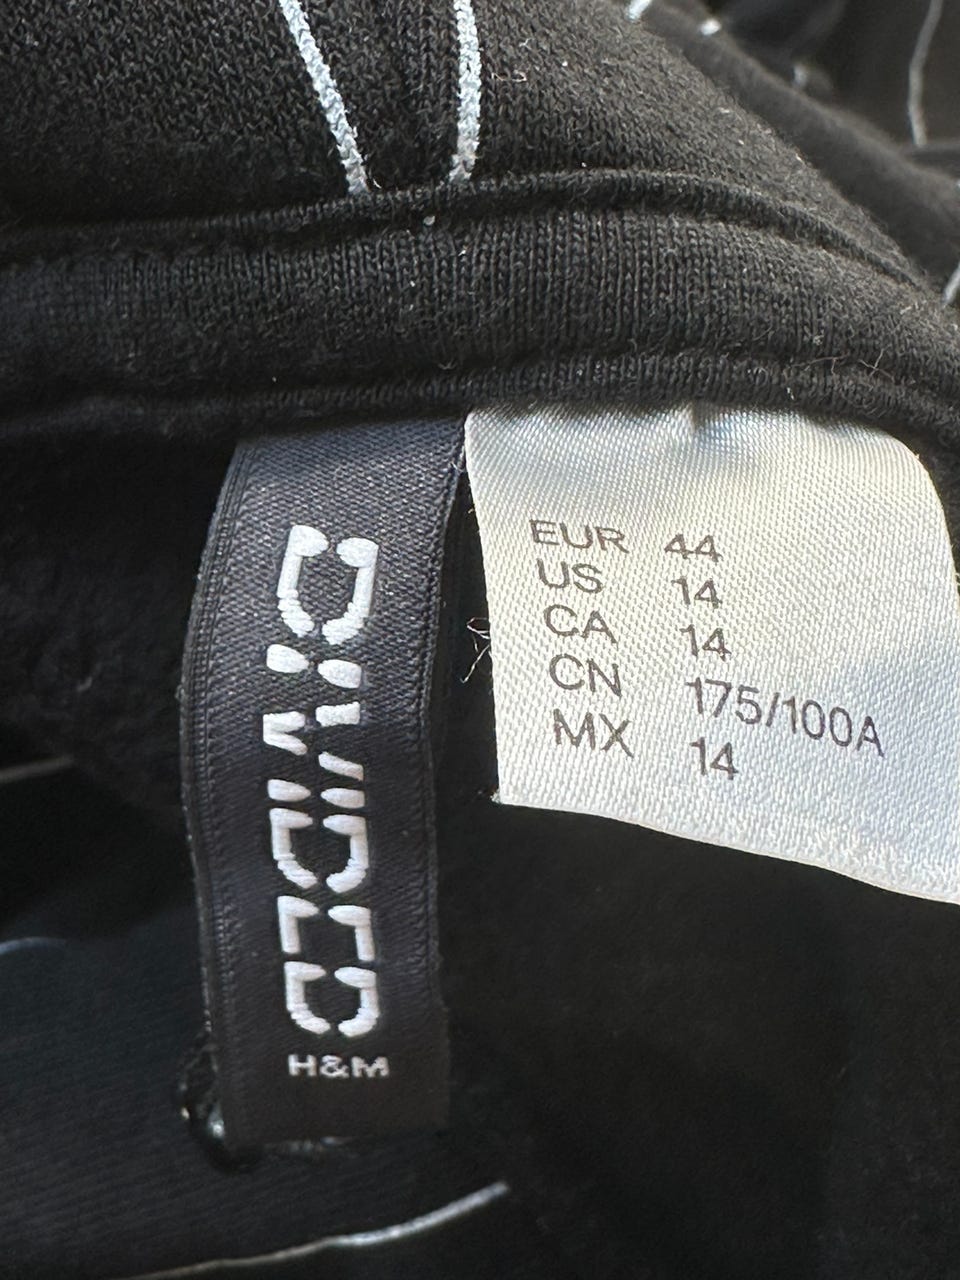 DIVIDED
H&M
EUR 44
US 14
CA 14
CN 175/100A
MX 14